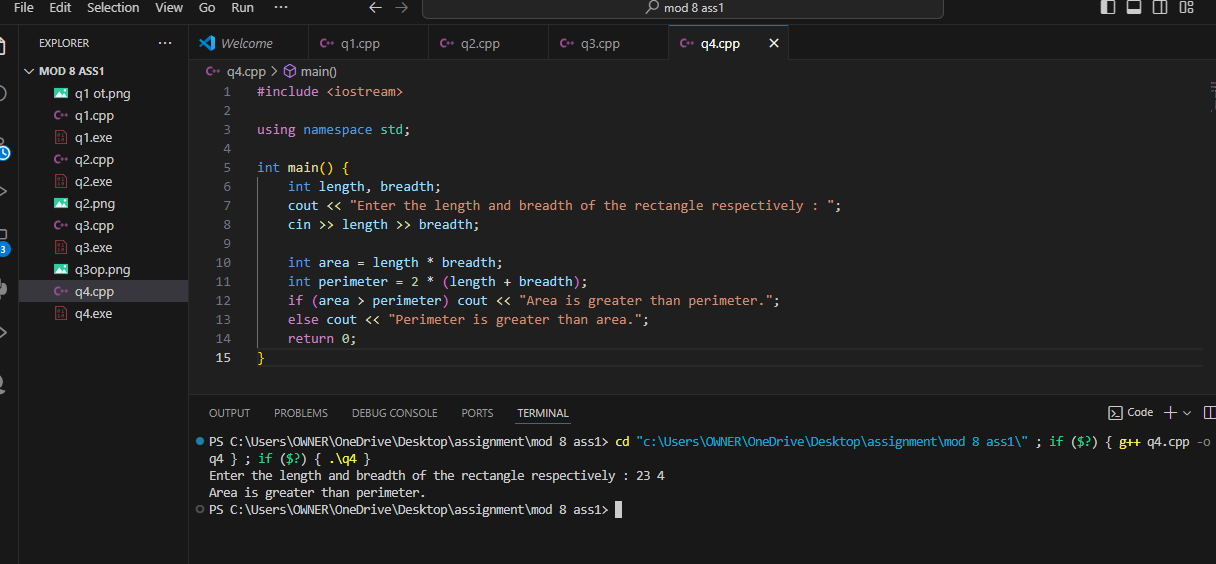 File Edit Selection View Go Run ··· ← → mod 8 ass1
EXPLORER ···
MOD 8 ASS1
q1 ot.png
C++ q1.cpp
q1.exe
C++ q2.cpp
q2.exe
q2.png
C++ q3.cpp
q3.exe
q3op.png
C++ q4.cpp
q4.exe
3
Welcome C++ q1.cpp C++ q2.cpp C++ q3.cpp C++ q4.cpp ×
C++ q4.cpp > main()
1 #include <iostream>
2
3 using namespace std;
4
5 int main() {
6     int length, breadth;
7     cout << "Enter the length and breadth of the rectangle respectively : ";
8     cin >> length >> breadth;
9
10     int area = length * breadth;
11     int perimeter = 2 * (length + breadth);
12     if (area > perimeter) cout << "Area is greater than perimeter.";
13     else cout << "Perimeter is greater than area.";
14     return 0;
15 }
OUTPUT PROBLEMS DEBUG CONSOLE PORTS TERMINAL Code
PS C:\Users\OWNER\OneDrive\Desktop\assignment\mod 8 ass1> cd "c:\Users\OWNER\OneDrive\Desktop\assignment\mod 8 ass1\" ; if ($?) { g++ q4.cpp -o
q4 } ; if ($?) { .\q4 }
Enter the length and breadth of the rectangle respectively : 23 4
Area is greater than perimeter.
PS C:\Users\OWNER\OneDrive\Desktop\assignment\mod 8 ass1>